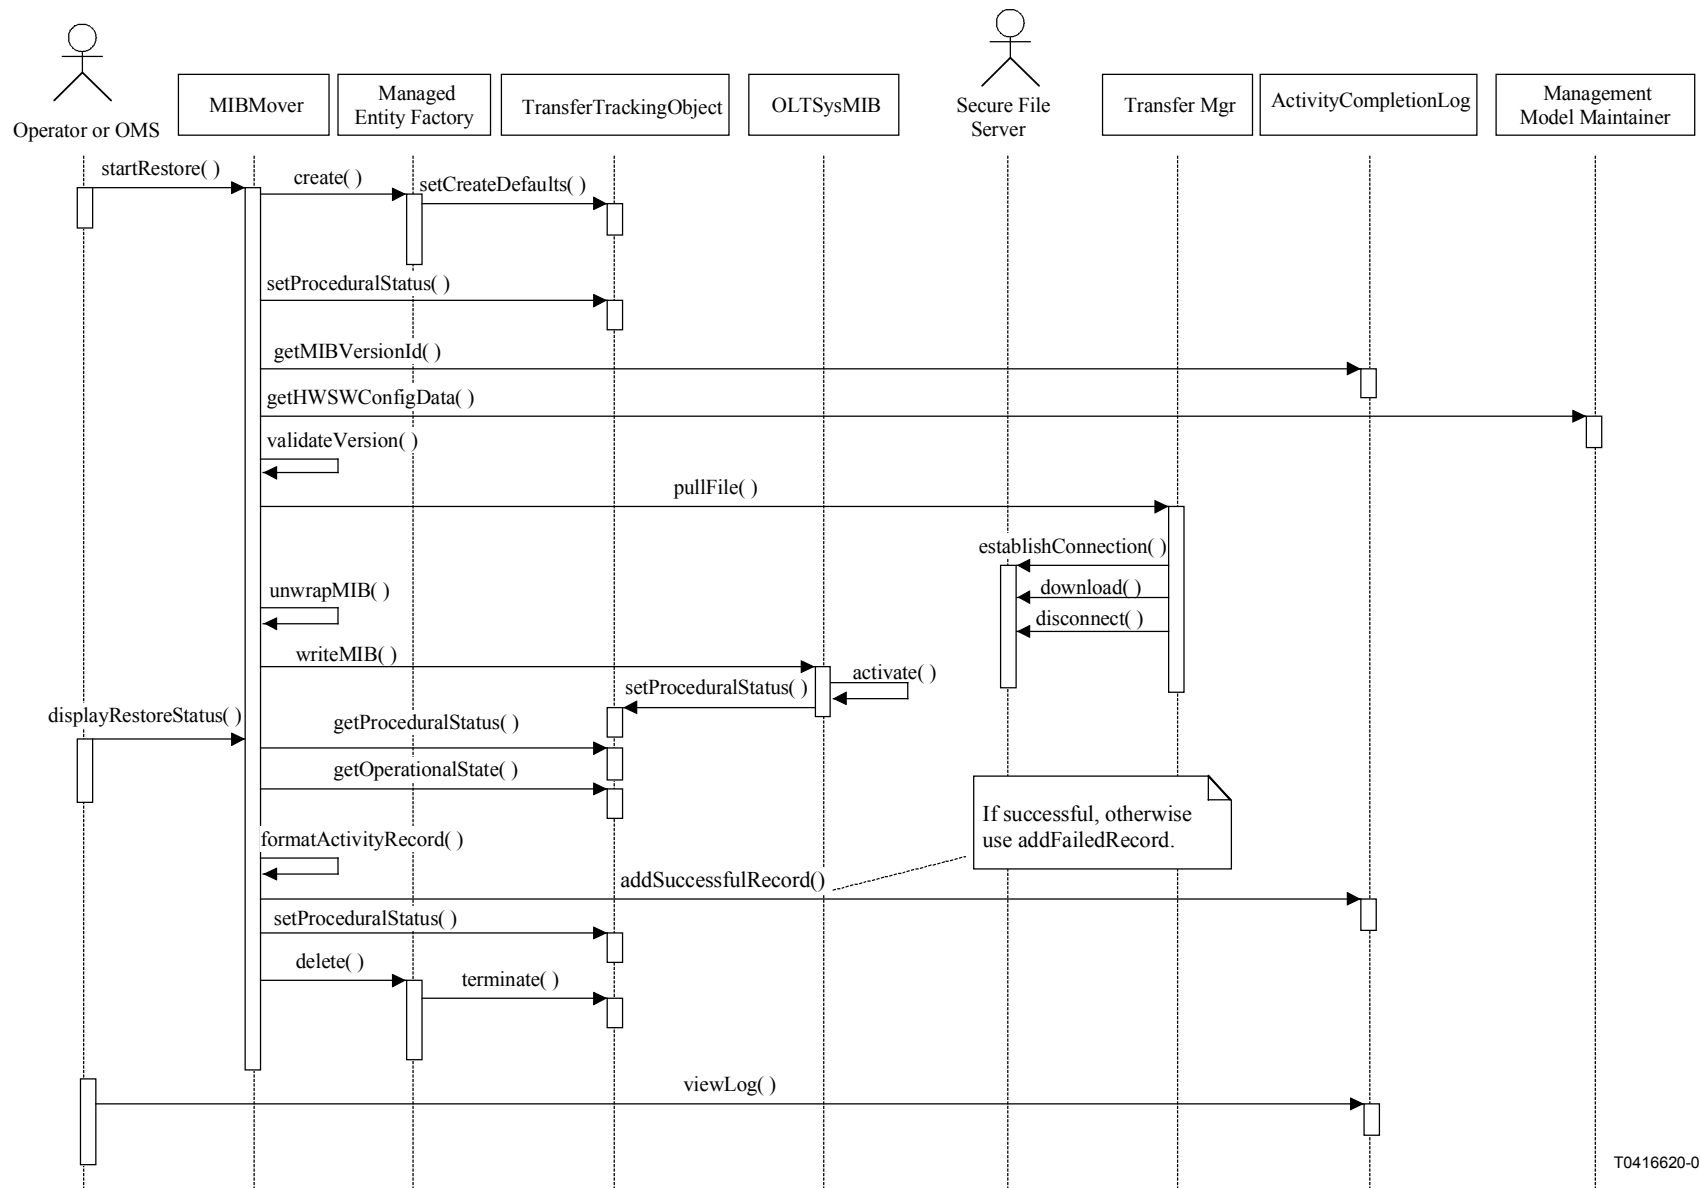 Operator or OMS
MIBMover
Managed
Entity Factory
TransferTrackingObject
OLTSysMIB
Secure File
Server
Transfer Mgr
ActivityCompletionLog
Management
Model Maintainer
startRestore( )
create( )
setCreateDefaults( )
setProceduralStatus( )
getMIBVersionId( )
getHWSWConfigData( )
validateVersion( )
pullFile( )
establishConnection( )
download( )
disconnect( )
unwrapMIB( )
writeMIB( )
activate( )
setProceduralStatus( )
displayRestoreStatus( )
getProceduralStatus( )
getOperationalState( )
If successful, otherwise
use addFailedRecord.
formatActivityRecord( )
addSuccessfulRecord()
setProceduralStatus( )
delete( )
terminate( )
viewLog( )
T0416620-0